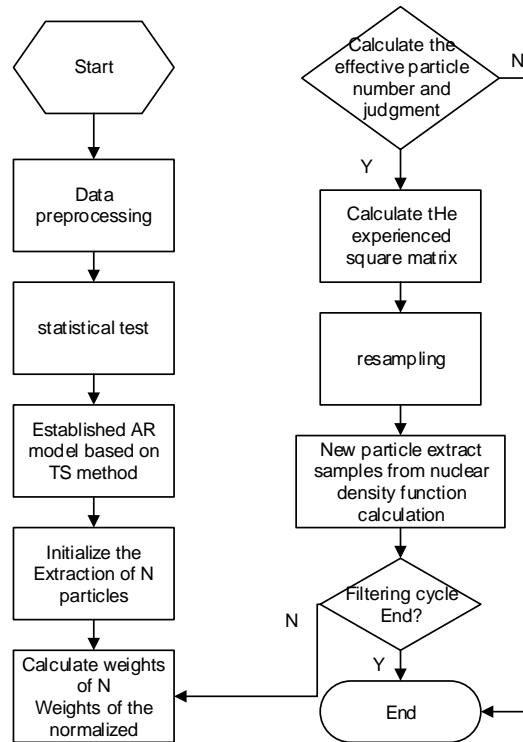 Start
Data
preprocessing
statistical test
Established AR
model based on
TS method
Initialize the
Extraction of N
particles
Calculate weights
of N
Weights of the
normalized
Calculate the
effective particle
number and
judgment
N
Y
Calculate tHe
experienced
square matrix
resampling
New particle extract
samples from nuclear
density function
calculation
Filtering cycle
End?
N
Y
End